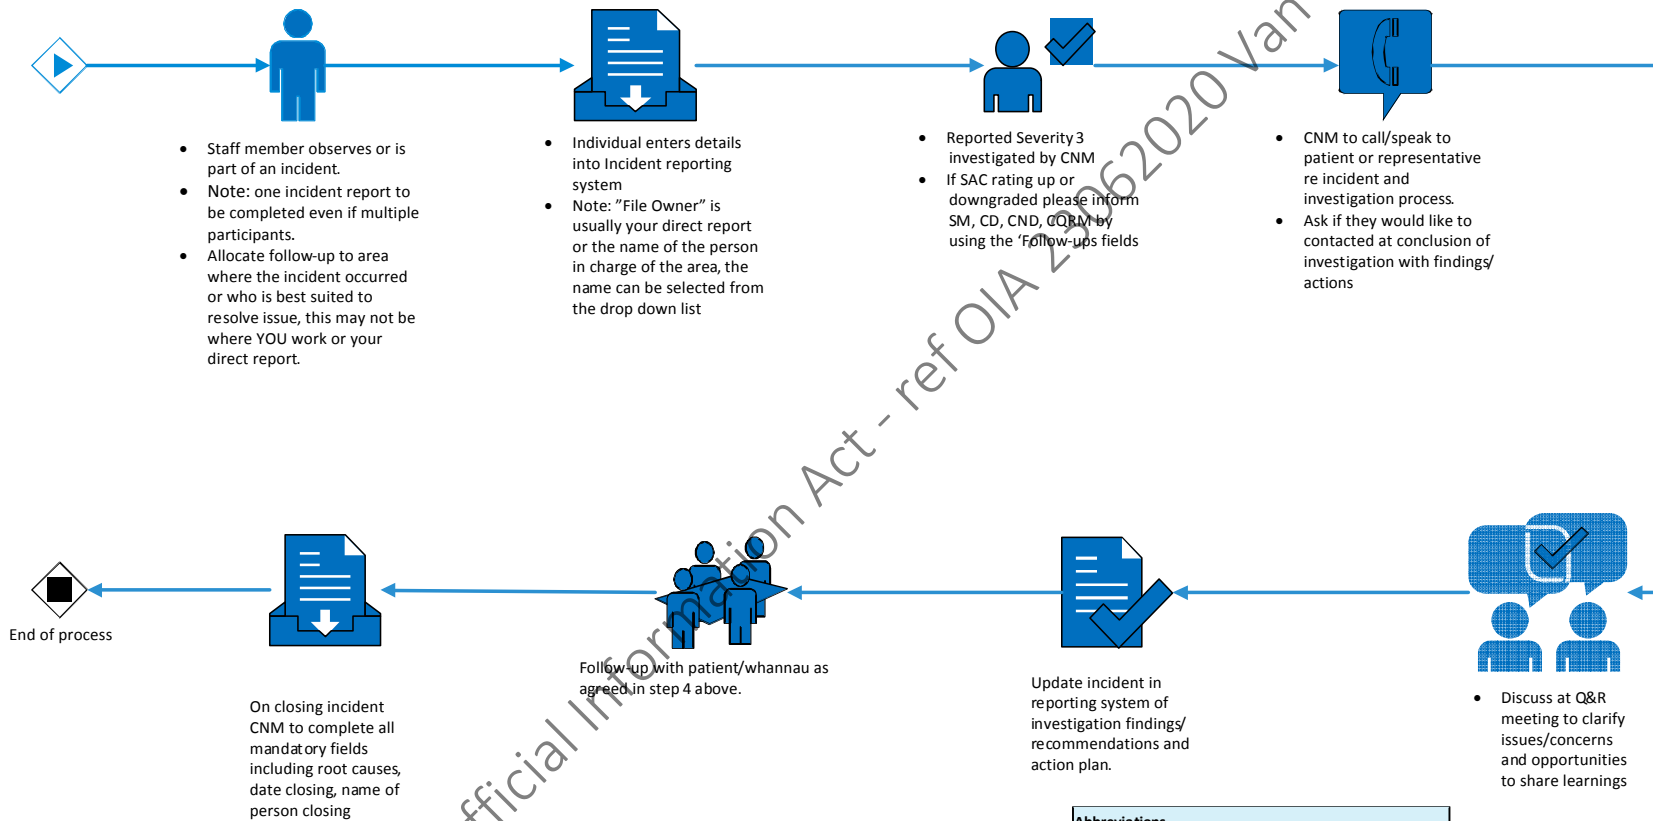 • Staff member observes or is
part of an incident.
• Note: one incident report to
be completed even if multiple
participants.
• Allocate follow-up to area
where the incident occurred
or who is best suited to
resolve issue, this may not be
where YOU work or your
direct report.
• Individual enters details
into Incident reporting
system
• Note: ”File Owner” is
usually your direct report
or the name of the person
in charge of the area, the
name can be selected from
the drop down list
• Reported Severity 3
investigated by CNM
• If SAC rating up or
downgraded please inform
SM, CD, CND, CQRM by
using the ‘Follow-ups fields
• CNM to call/speak to
patient or representative
re incident and
investigation process.
• Ask if they would like to
contacted at conclusion of
investigation with findings/
actions
fficial Information Act - ref OIA 23062020 Van
End of process
On closing incident
CNM to complete all
mandatory fields
including root causes,
date closing, name of
person closing
Follow-up with patient/whannau as
agreed in step 4 above.
Update incident in
reporting system of
investigation findings/
recommendations and
action plan.
• Discuss at Q&R
meeting to clarify
issues/concerns
and opportunities
to share learnings
Abbreviations